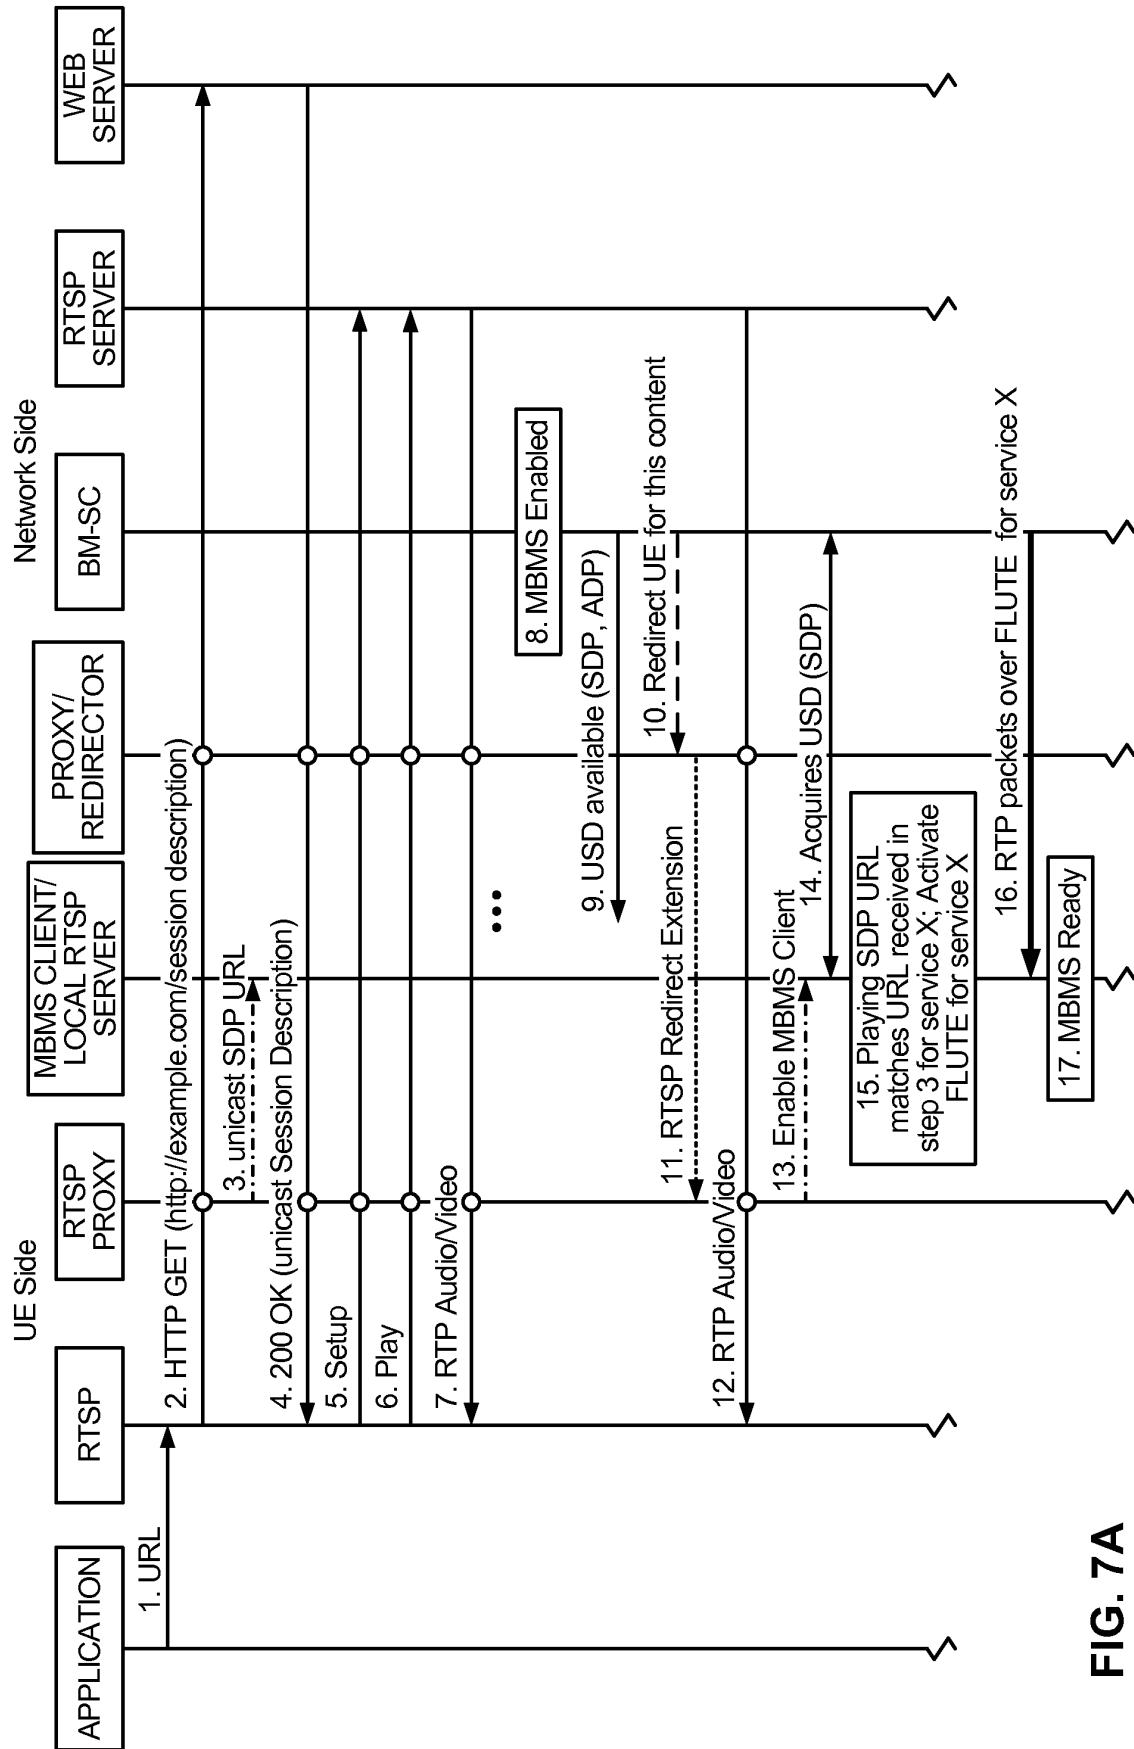 UE Side
Network Side
APPLICATION
RTSP
RTSP
PROXY
MBMS CLIENT/
LOCAL RTSP
SERVER
PROXY/
REDIRECTOR
BM-SC
RTSP
SERVER
WEB
SERVER
1. URL
2. HTTP GET (http://example.com/session description)
3. unicast SDP URL
4. 200 OK (unicast Session Description)
5. Setup
6. Play
7. RTP Audio/Video
•••
8. MBMS Enabled
9. USD available (SDP, ADP)
10. Redirect UE for this content
11. RTSP Redirect Extension
12. RTP Audio/Video
13. Enable MBMS Client
14. Acquires USD (SDP)
15. Playing SDP URL
matches URL received in
step 3 for service X; Activate
FLUTE for service X
16. RTP packets over FLUTE for service X
17. MBMS Ready
FIG. 7A